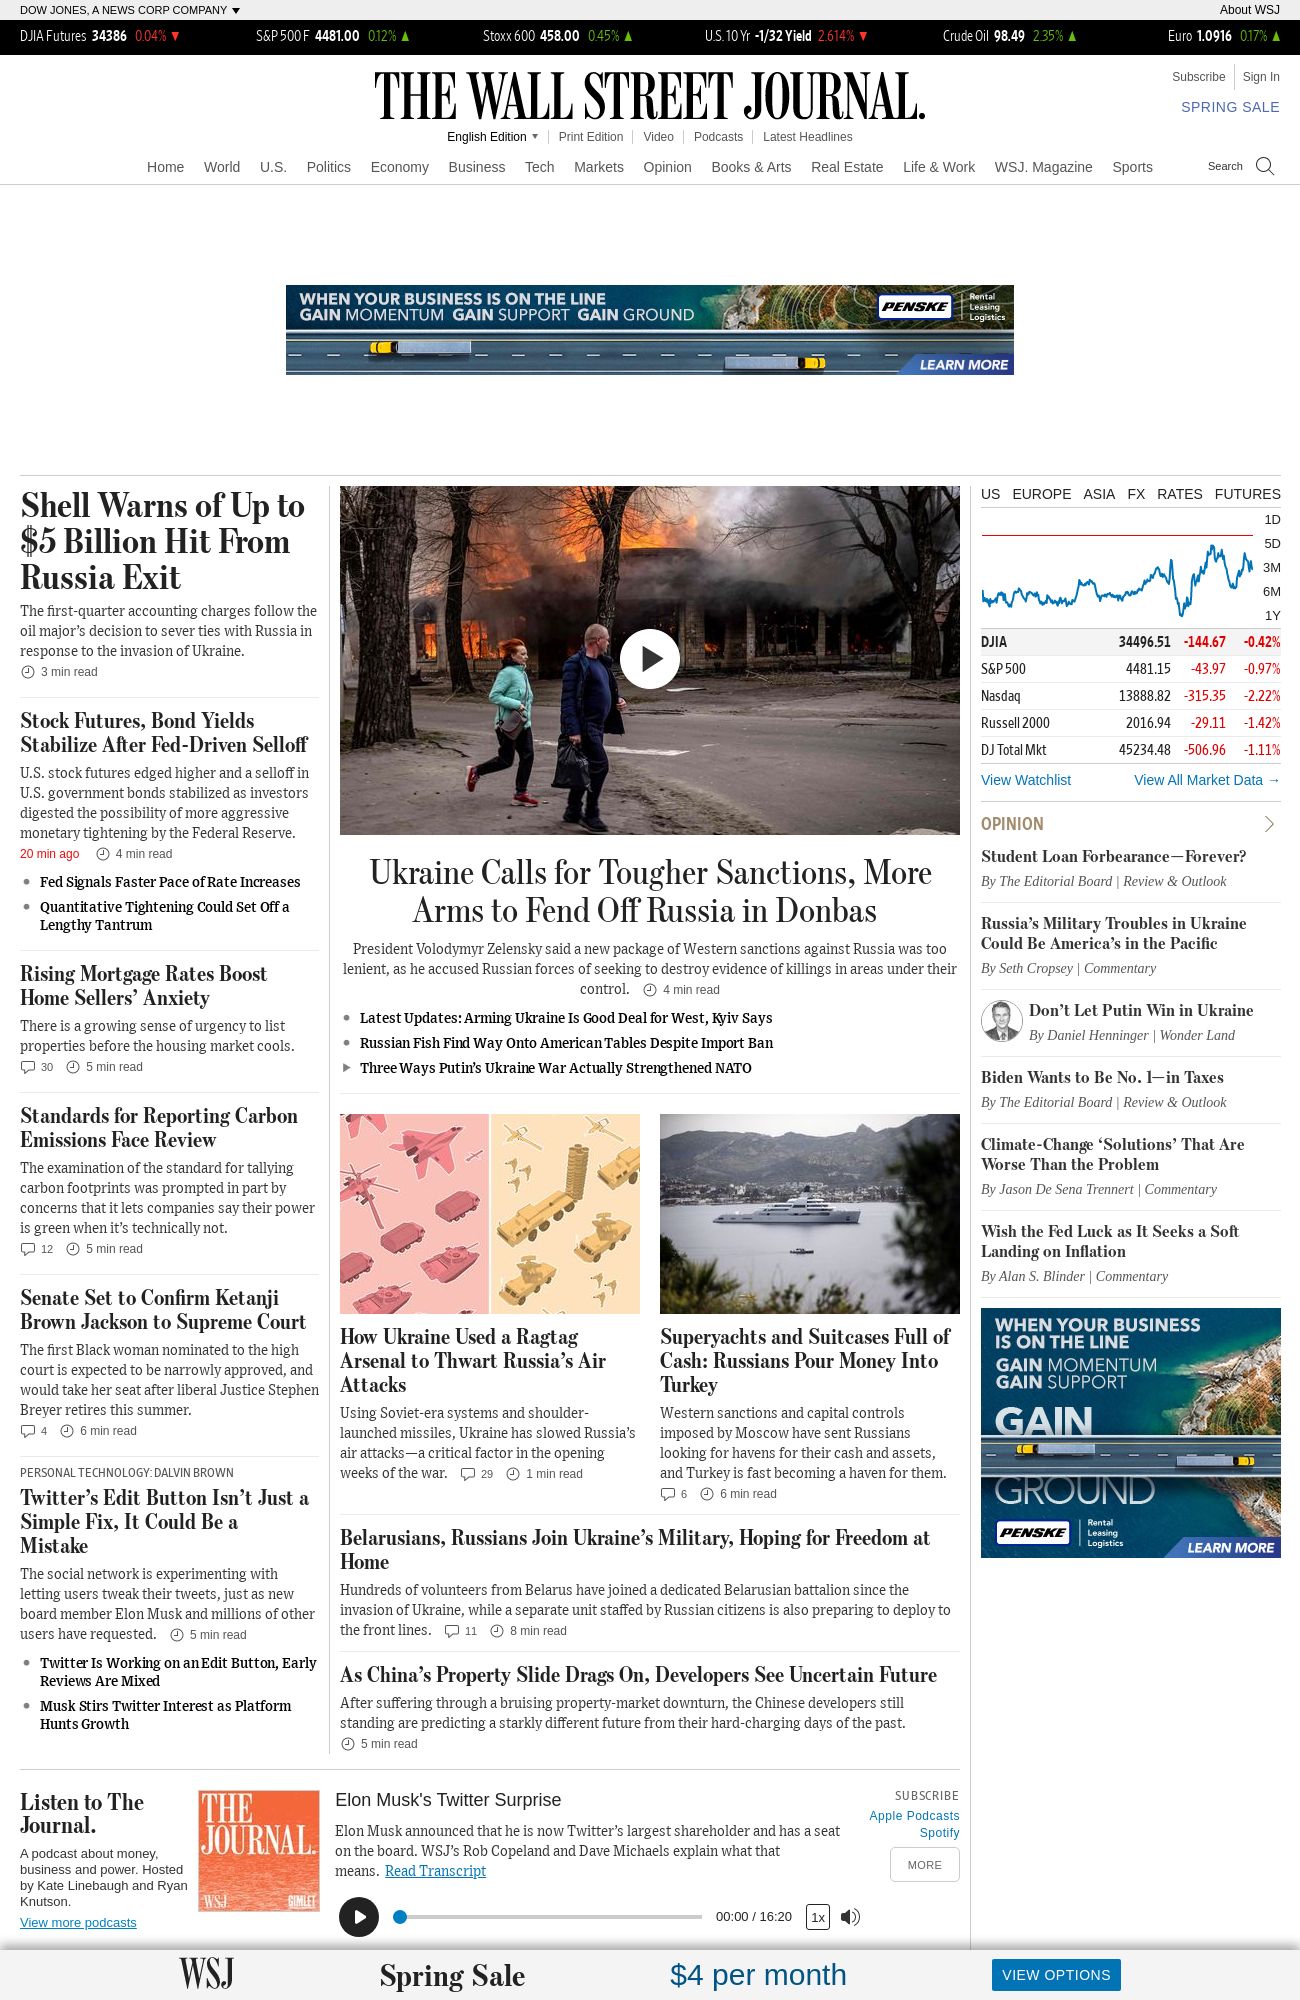 DOW JONES, A NEWS CORP COMPANY
About WSJ
DJIA Futures 34386 0.04%
S&P 500 F 4481.00 0.12%
Stoxx 600 458.00 0.45%
U.S. 10 Yr -1/32 Yield 2.614%
Crude Oil 98.49 2.35%
Euro 1.0916 0.17%
THE WALL STREET JOURNAL.
Subscribe
Sign In
SPRING SALE
English Edition
Print Edition
Video
Podcasts
Latest Headlines
Home World U.S. Politics Economy Business Tech Markets Opinion Books & Arts Real Estate Life & Work WSJ. Magazine Sports
Search
WHEN YOUR BUSINESS IS ON THE LINE
GAIN MOMENTUM GAIN SUPPORT GAIN GROUND
PENSKE
Rental
Leasing
Logistics
LEARN MORE
Shell Warns of Up to
$5 Billion Hit From
Russia Exit
The first-quarter accounting charges follow the
oil major’s decision to sever ties with Russia in
response to the invasion of Ukraine.
3 min read
Stock Futures, Bond Yields
Stabilize After Fed-Driven Selloff
U.S. stock futures edged higher and a selloff in
U.S. government bonds stabilized as investors
digested the possibility of more aggressive
monetary tightening by the Federal Reserve.
20 min ago 4 min read
Fed Signals Faster Pace of Rate Increases
Quantitative Tightening Could Set Off a
Lengthy Tantrum
Rising Mortgage Rates Boost
Home Sellers’ Anxiety
There is a growing sense of urgency to list
properties before the housing market cools.
30 5 min read
Standards for Reporting Carbon
Emissions Face Review
The examination of the standard for tallying
carbon footprints was prompted in part by
concerns that it lets companies say their power
is green when it’s technically not.
12 5 min read
Senate Set to Confirm Ketanji
Brown Jackson to Supreme Court
The first Black woman nominated to the high
court is expected to be narrowly approved, and
would take her seat after liberal Justice Stephen
Breyer retires this summer.
4 6 min read
PERSONAL TECHNOLOGY: DALVIN BROWN
Twitter’s Edit Button Isn’t Just a
Simple Fix, It Could Be a
Mistake
The social network is experimenting with
letting users tweak their tweets, just as new
board member Elon Musk and millions of other
users have requested. 5 min read
Twitter Is Working on an Edit Button, Early
Reviews Are Mixed
Musk Stirs Twitter Interest as Platform
Hunts Growth
Ukraine Calls for Tougher Sanctions, More
Arms to Fend Off Russia in Donbas
President Volodymyr Zelensky said a new package of Western sanctions against Russia was too
lenient, as he accused Russian forces of seeking to destroy evidence of killings in areas under their
control. 4 min read
Latest Updates: Arming Ukraine Is Good Deal for West, Kyiv Says
Russian Fish Find Way Onto American Tables Despite Import Ban
Three Ways Putin’s Ukraine War Actually Strengthened NATO
How Ukraine Used a Ragtag
Arsenal to Thwart Russia’s Air
Attacks
Using Soviet-era systems and shoulder-
launched missiles, Ukraine has slowed Russia’s
air attacks—a critical factor in the opening
weeks of the war. 29 1 min read
Superyachts and Suitcases Full of
Cash: Russians Pour Money Into
Turkey
Western sanctions and capital controls
imposed by Moscow have sent Russians
looking for havens for their cash and assets,
and Turkey is fast becoming a haven for them.
6 6 min read
Belarusians, Russians Join Ukraine’s Military, Hoping for Freedom at
Home
Hundreds of volunteers from Belarus have joined a dedicated Belarusian battalion since the
invasion of Ukraine, while a separate unit staffed by Russian citizens is also preparing to deploy to
the front lines. 11 8 min read
As China’s Property Slide Drags On, Developers See Uncertain Future
After suffering through a bruising property-market downturn, the Chinese developers still
standing are predicting a starkly different future from their hard-charging days of the past.
5 min read
US EUROPE ASIA FX RATES FUTURES
1D
5D
3M
6M
1Y
DJIA 34496.51 -144.67 -0.42%
S&P 500 4481.15 -43.97 -0.97%
Nasdaq 13888.82 -315.35 -2.22%
Russell 2000 2016.94 -29.11 -1.42%
DJ Total Mkt 45234.48 -506.96 -1.11%
View Watchlist View All Market Data →
OPINION
Student Loan Forbearance—Forever?
By The Editorial Board | Review & Outlook
Russia’s Military Troubles in Ukraine
Could Be America’s in the Pacific
By Seth Cropsey | Commentary
Don’t Let Putin Win in Ukraine
By Daniel Henninger | Wonder Land
Biden Wants to Be No. 1—in Taxes
By The Editorial Board | Review & Outlook
Climate-Change ‘Solutions’ That Are
Worse Than the Problem
By Jason De Sena Trennert | Commentary
Wish the Fed Luck as It Seeks a Soft
Landing on Inflation
By Alan S. Blinder | Commentary
WHEN YOUR BUSINESS
IS ON THE LINE
GAIN MOMENTUM
GAIN SUPPORT
GAIN
GROUND
PENSKE
Rental
Leasing
Logistics
LEARN MORE
Listen to The
Journal.
A podcast about money,
business and power. Hosted
by Kate Linebaugh and Ryan
Knutson.
View more podcasts
THE
JOURNAL.
WSJ
GIMLET
Elon Musk's Twitter Surprise
Elon Musk announced that he is now Twitter’s largest shareholder and has a seat
on the board. WSJ’s Rob Copeland and Dave Michaels explain what that
means. Read Transcript
00:00 / 16:20
1x
SUBSCRIBE
Apple Podcasts
Spotify
MORE
WSJ
Spring Sale
$4 per month
VIEW OPTIONS